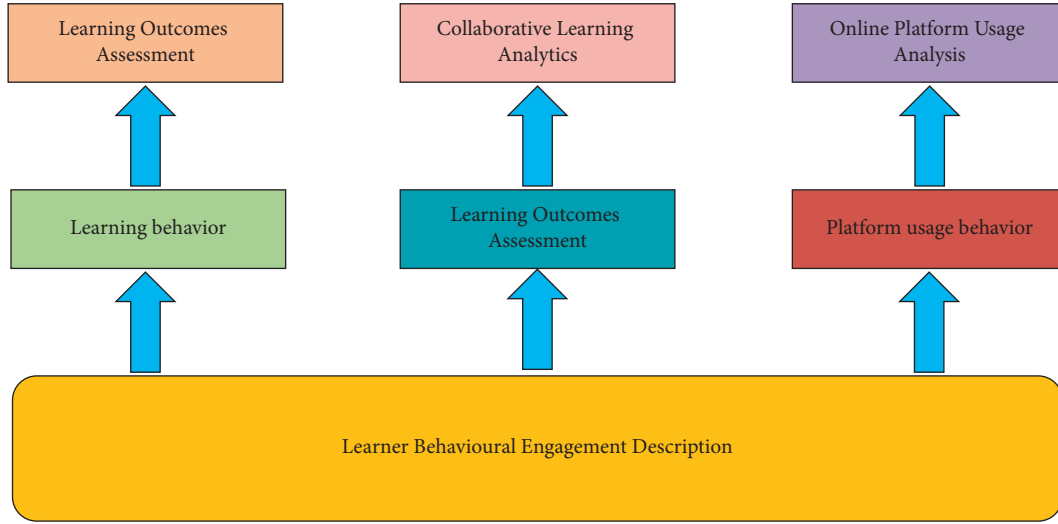 Learning Outcomes
Assessment
Collaborative Learning
Analytics
Online Platform Usage
Analysis
Learning behavior
Learning Outcomes
Assessment
Platform usage behavior
Learner Behavioural Engagement Description